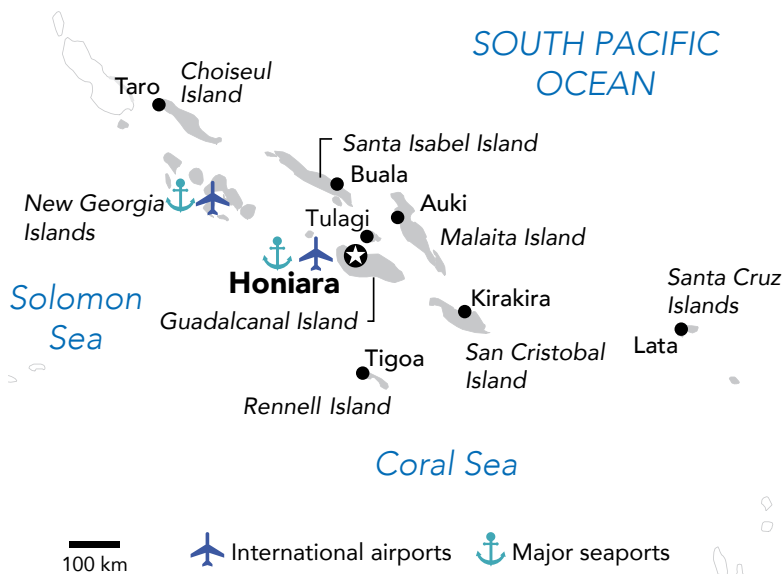 SOUTH PACIFIC
OCEAN
Choiseul
Island
Taro
Santa Isabel Island
Buala
New Georgia
Islands
Tulagi
Auki
Malaita Island
Honiara
Solomon
Sea
Guadalcanal Island
Kirakira
Santa Cruz
Islands
Lata
San Cristobal
Island
Tigoa
Rennell Island
Coral Sea
100 km
International airports
Major seaports